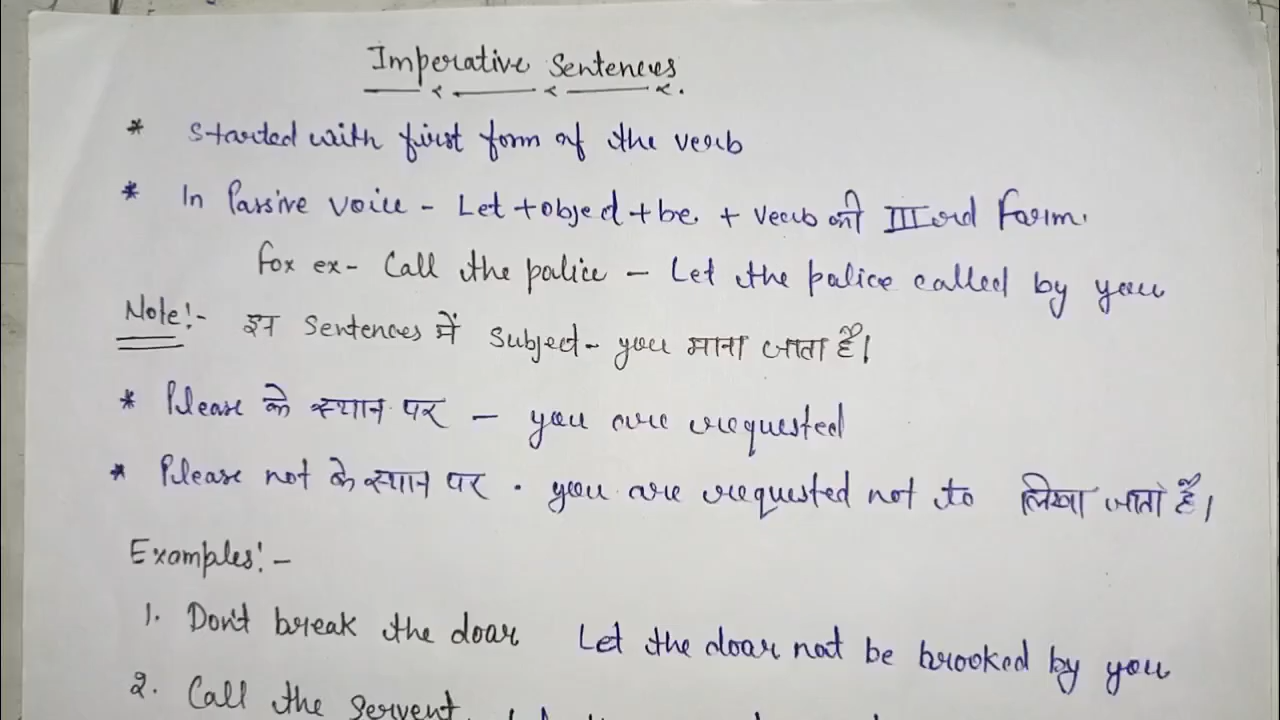 Imperative Sentences
* Started with first form of the verb
* In Passive voice - Let + object + be + verb की III rd Form.
For ex - Call the police - Let the police called by you
Note:- इन Sentences में Subject - you माना जाता है।
* Please के स्थान पर - you are requested
* Please not के स्थान पर . you are requested not to लिखा जाता है।
Examples:-
1. Don't break the door Let the door not be brooked by you
2. Call the servent.